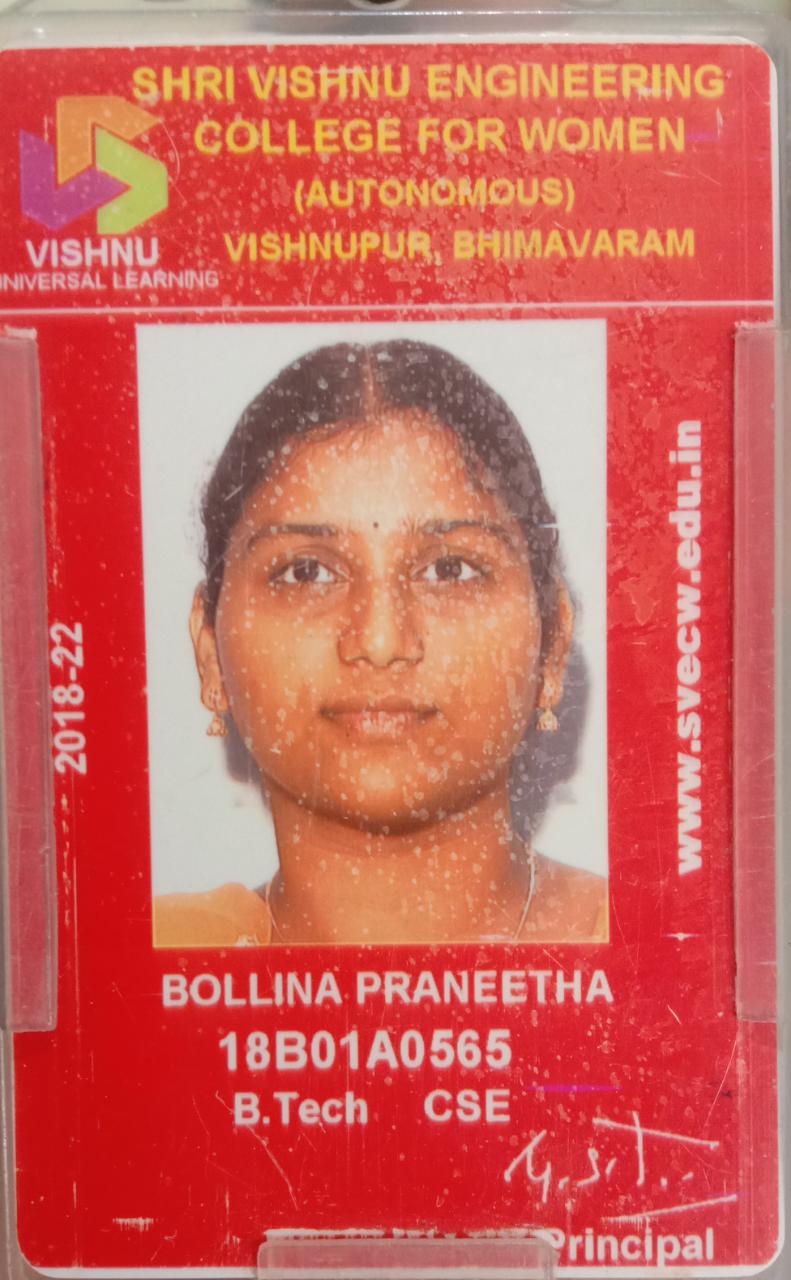 SHRI VISHNU ENGINEERING
COLLEGE FOR WOMEN
(AUTONOMOUS)
VISHNUPUR, BHIMAVARAM
VISHNU
UNIVERSAL LEARNING
2018-22
www.svecw.edu.in
BOLLINA PRANEETHA
18B01A0565
B.Tech CSE
Principal